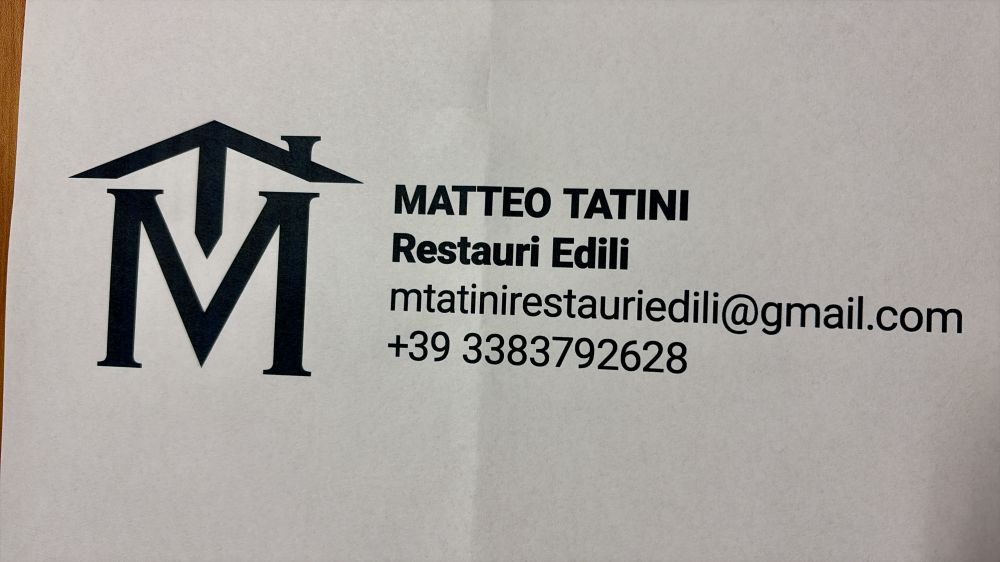 MATTEO TATINI
Restauri Edili
mtatinirestauriedili@gmail.com
+39 3383792628